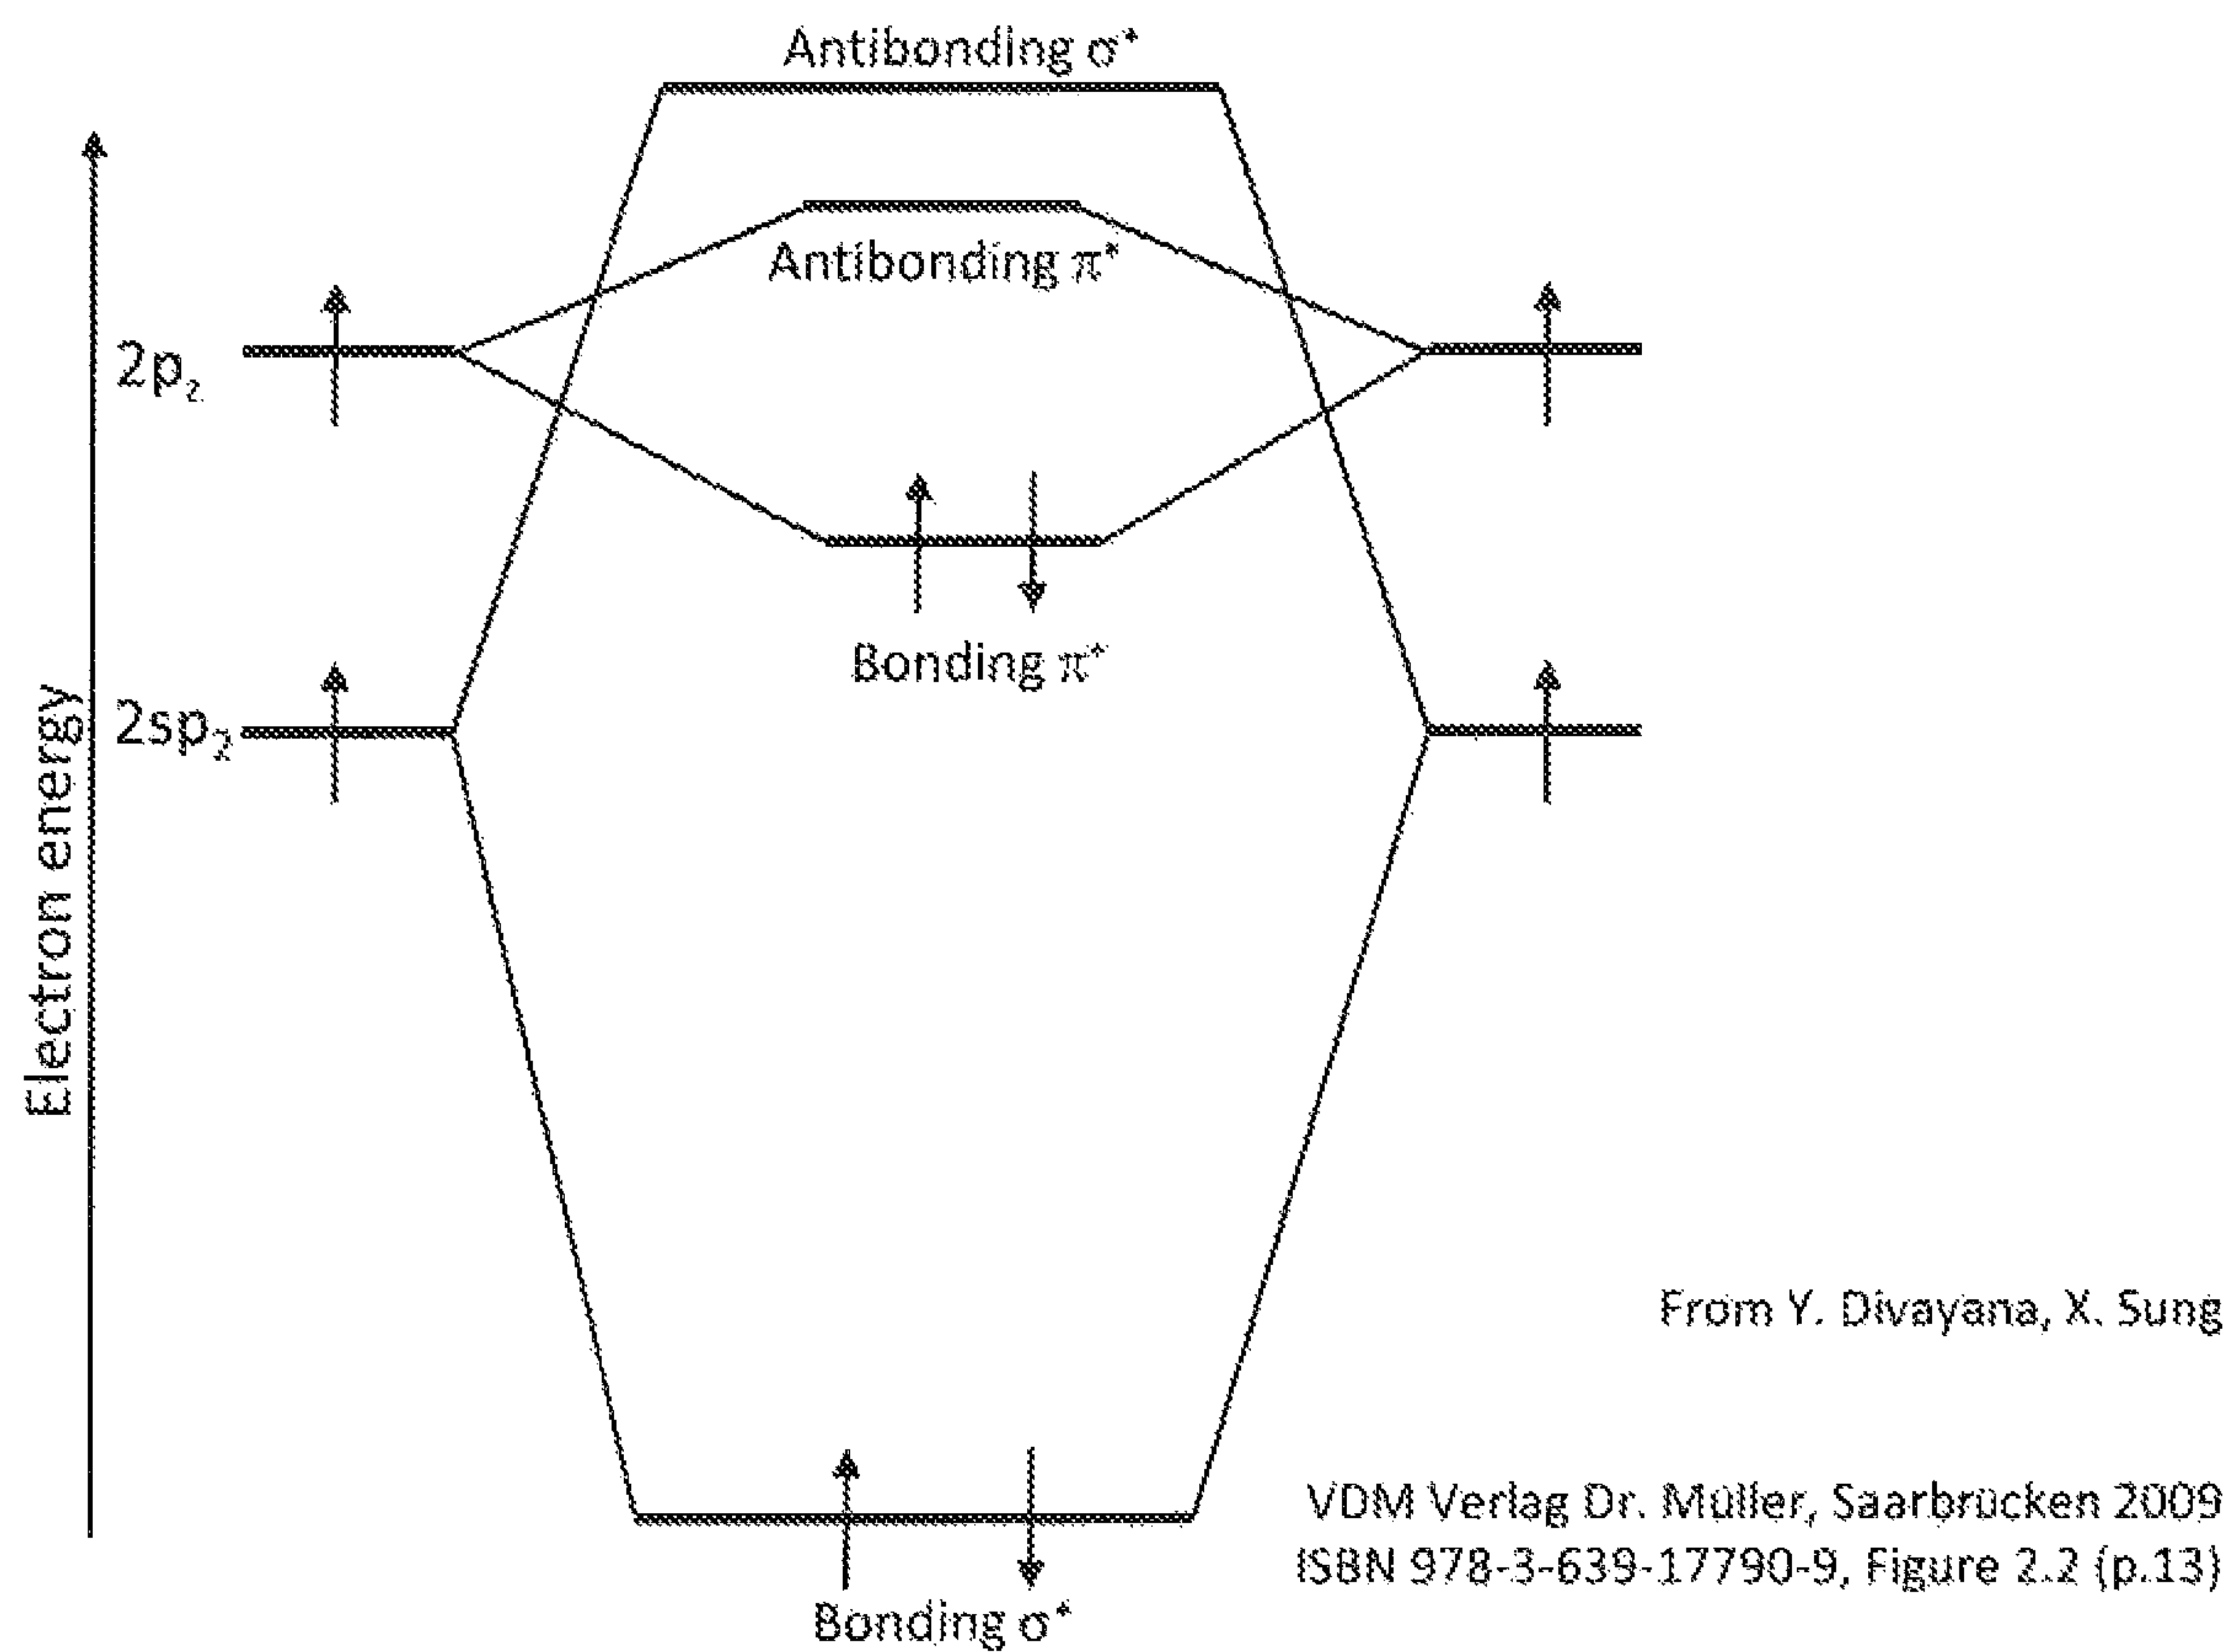 Antibonding σ*
Antibonding π*
2p₂
Bonding π*
2sp₂
Electron energy
From Y. Divayana, X. Sung
VDM Verlag Dr. Müller, Saarbrücken 2009
ISBN 978-3-639-17790-9, Figure 2.2 (p.13)
Bonding σ*